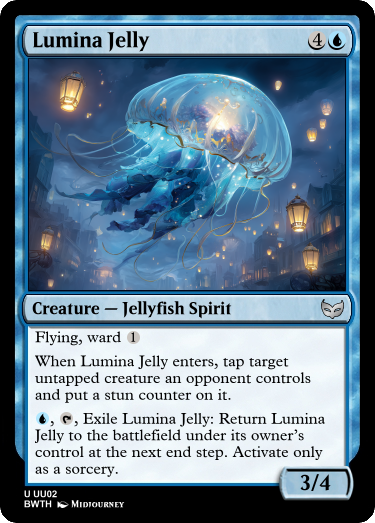 Lumina Jelly 4
Creature — Jellyfish Spirit
Flying, ward 1
When Lumina Jelly enters, tap target
untapped creature an opponent controls
and put a stun counter on it.
, , Exile Lumina Jelly: Return Lumina
Jelly to the battlefield under its owner's
control at the next end step. Activate only
as a sorcery.
3/4
U UU02
BWTH Midjourney